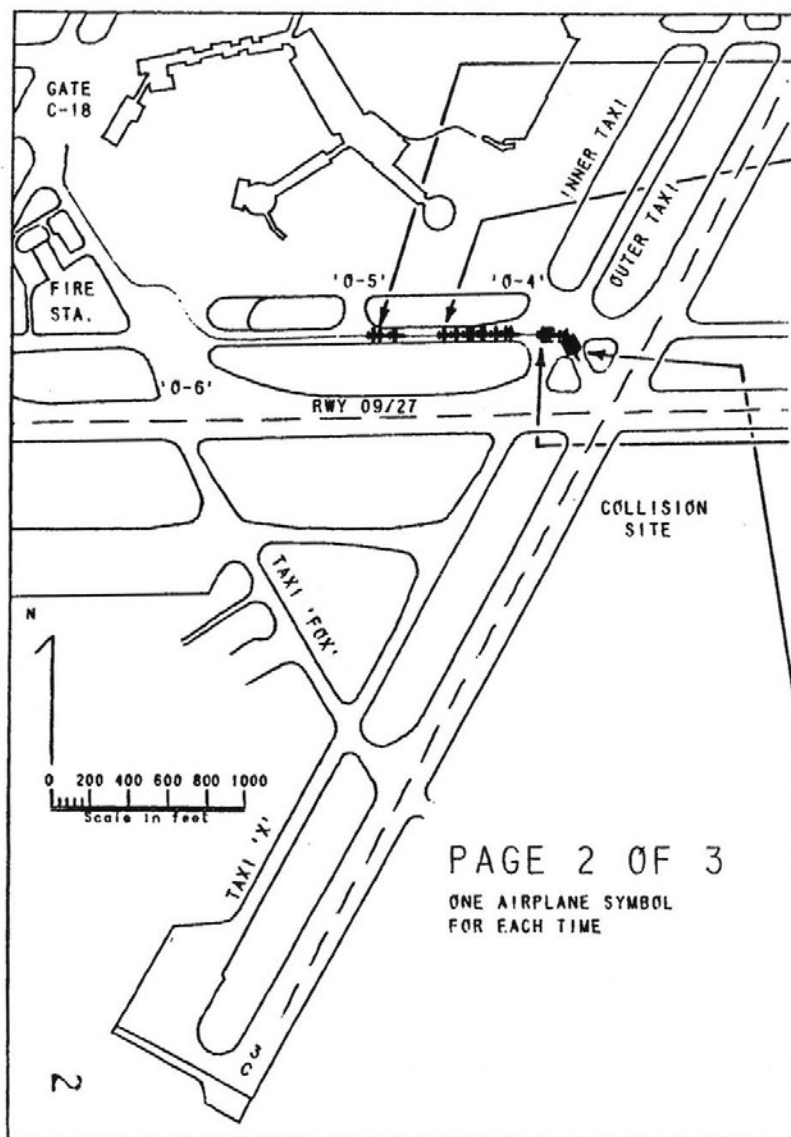 GATE
C-18
INNER TAXI
OUTER TAXI
'O-5'
'O-4'
FIRE
STA.
'O-6'
RWY 09/27
COLLISION
SITE
TAXI 'FOX'
N
0 200 400 600 800 1000
Scale in feet
TAXI 'X'
PAGE 2 OF 3
ONE AIRPLANE SYMBOL
FOR EACH TIME
3C
2